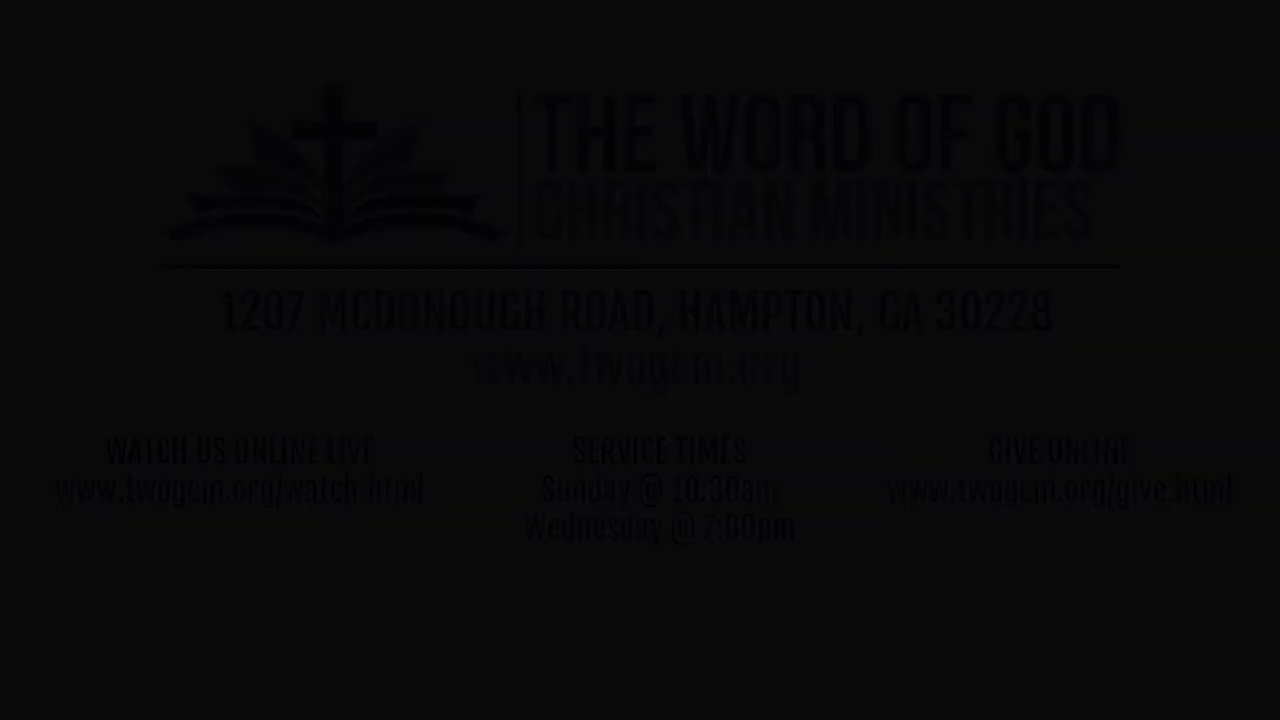 THE WORD OF GOD
CHRISTIAN MINISTRIES
1207 MCDONOUGH ROAD, HAMPTON, GA 30228
www.twogcm.org
WATCH US ONLINE LIVE
www.twogcm.org/watch.html
SERVICE TIMES
Sunday @ 10:30am
Wednesday @ 7:00pm
GIVE ONLINE
www.twogcm.org/give.html